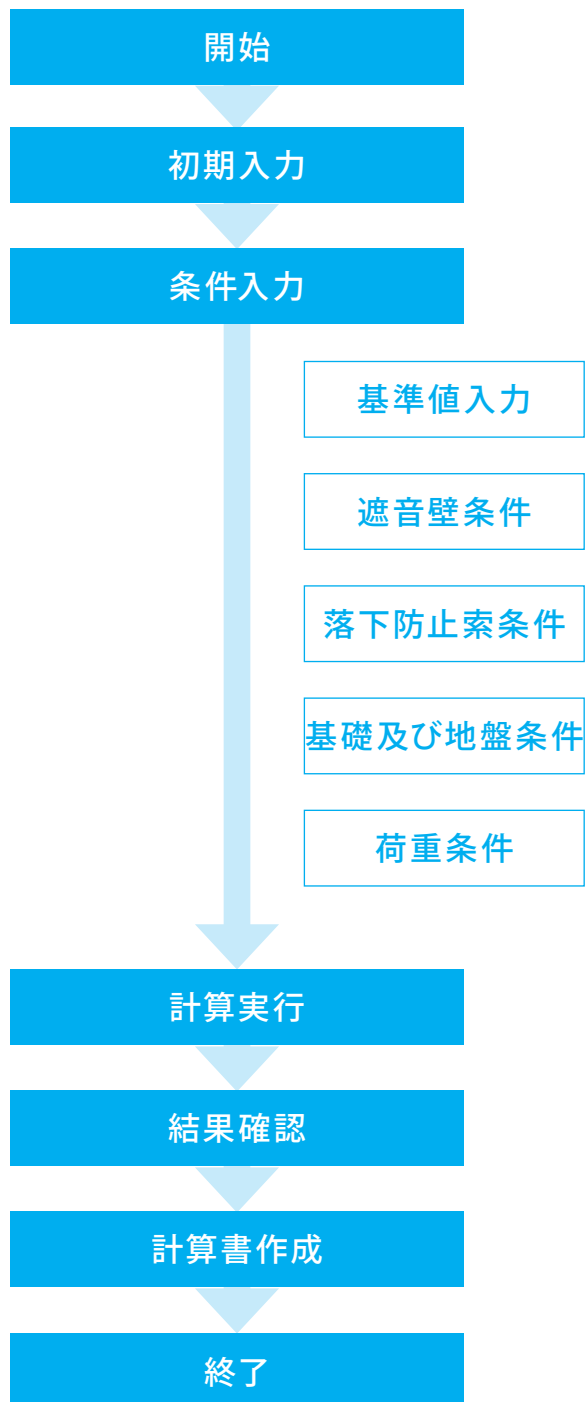 開始
初期入力
条件入力
基準値入力
遮音壁条件
落下防止索条件
基礎及び地盤条件
荷重条件
計算実行
結果確認
計算書作成
終了